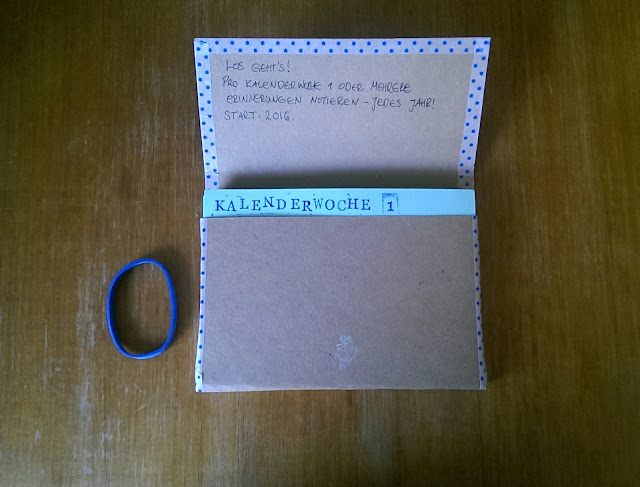 LOS GEHT'S!
PRO KALENDERWOCHE 1 ODER MEHRERE
ERINNERUNGEN NOTIEREN – JEDES JAHR!
START: 2016.
KALENDERWOCHE 1